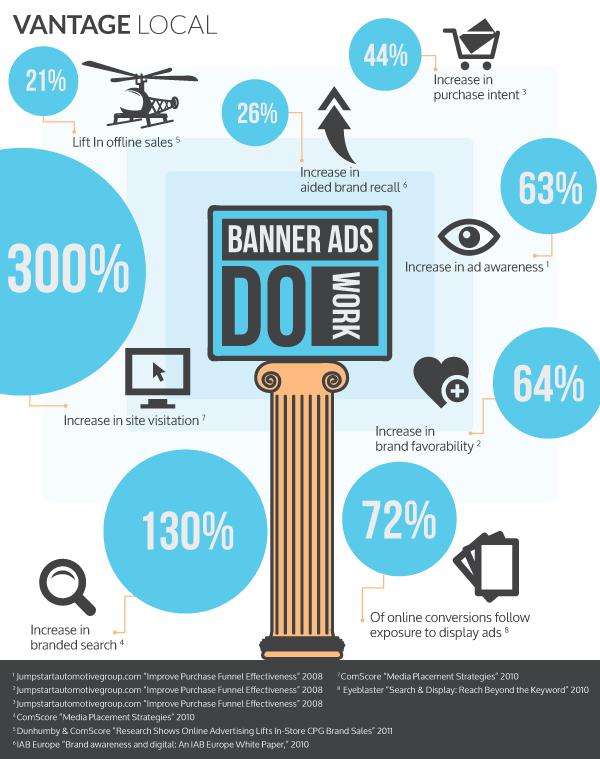 VANTAGE LOCAL
44%
Increase in
purchase intent 3
21%
Lift In offline sales 5
26%
Increase in
aided brand recall 6
63%
Increase in ad awareness 1
300%
Increase in site visitation 7
BANNER ADS
DO WORK
64%
Increase in
brand favorability 2
130%
Increase in
branded search 4
72%
Of online conversions follow
exposure to display ads 8
1 Jumpstartautomotivegroup.com "Improve Purchase Funnel Effectiveness" 2008
2 Jumpstartautomotivegroup.com "Improve Purchase Funnel Effectiveness" 2008
3 Jumpstartautomotivegroup.com "Improve Purchase Funnel Effectiveness" 2008
4 ComScore "Media Placement Strategies" 2010
5 Dunhumby & ComScore "Research Shows Online Advertising Lifts In-Store CPG Brand Sales" 2011
6 IAB Europe "Brand awareness and digital: An IAB Europe White Paper," 2010
7 ComScore "Media Placement Strategies" 2010
8 Eyeblaster "Search & Display: Reach Beyond the Keyword" 2010